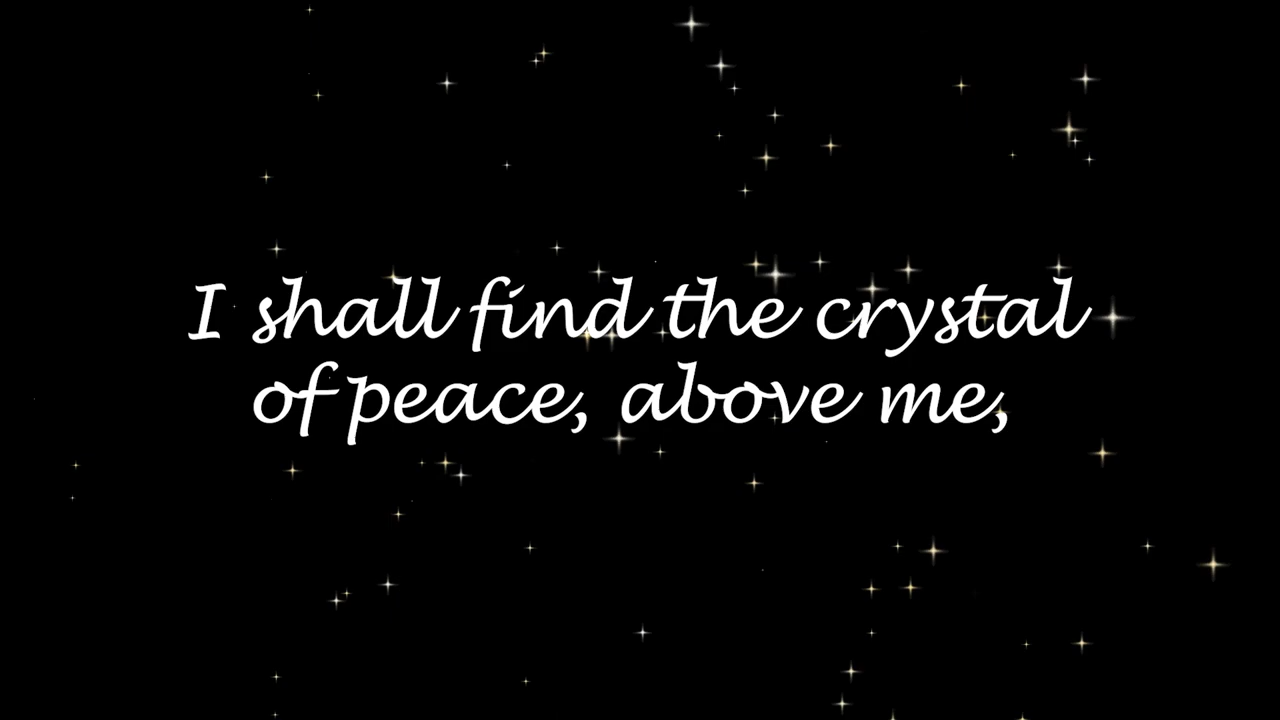 I shall find the crystal
of peace, above me,